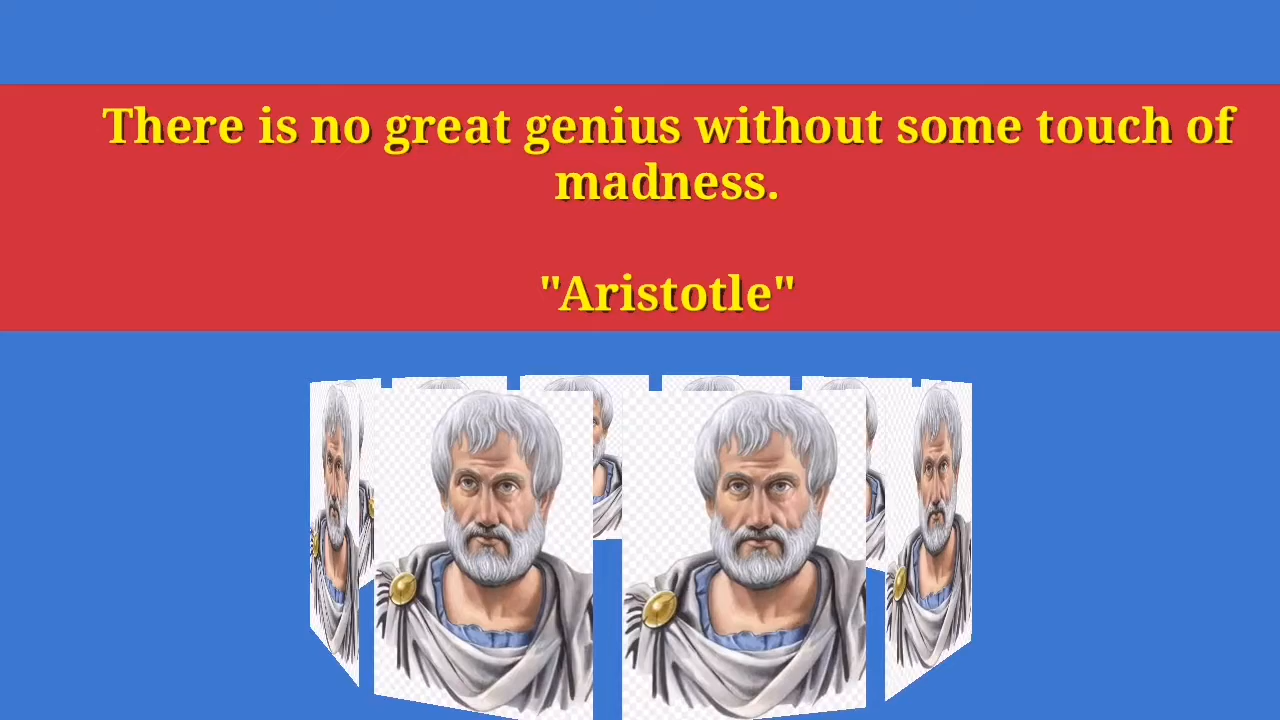 There is no great genius without some touch of
madness.
"Aristotle"